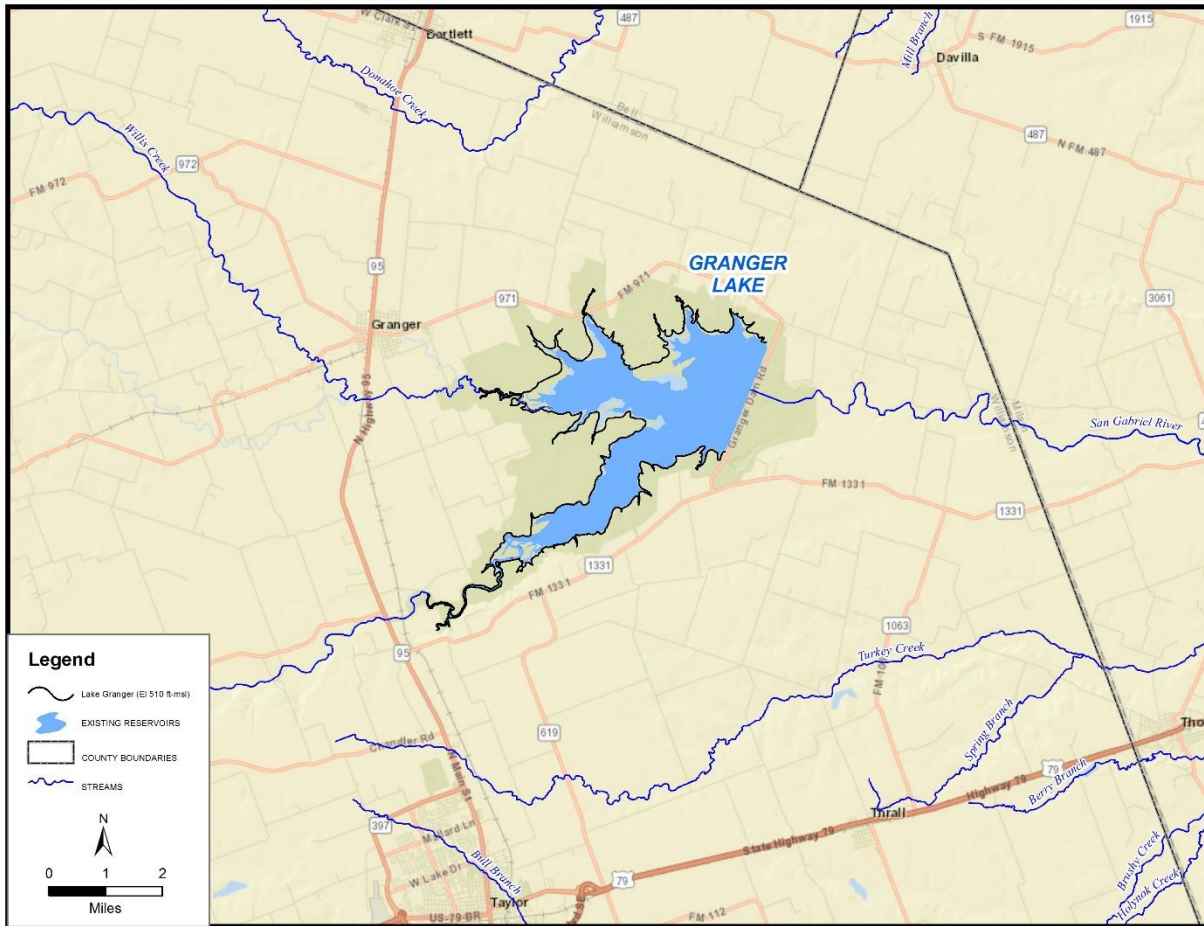 W Clark St
Bartlett
487
1915
S FM 1915
Mill Branch
Davilla
Donahoe Creek
Bell
Williamson
487
N FM 487
Willis Creek
972
FM 972
95
GRANGER
LAKE
FM 971
971
3061
Granger
N Highway 95
Granger Dam Rd
Milam
Williamson
San Gabriel River
FM 1331
1331
1331
FM 1331
95
1063
Turkey Creek
Spring Branch
Legend
Lake Granger (El 510 ft-msl)
EXISTING RESERVOIRS
COUNTY BOUNDARIES
STREAMS
N
0 1 2
Miles
Chandler Rd
N Main St
619
79
Highway 79
Berry Branch
Thrall
State Highway 79
397
Mallard Ln
W Lake Dr
Bull Branch
Taylor
79
US-79-BR
FM 112
Brushy Creek
Holynok Creek